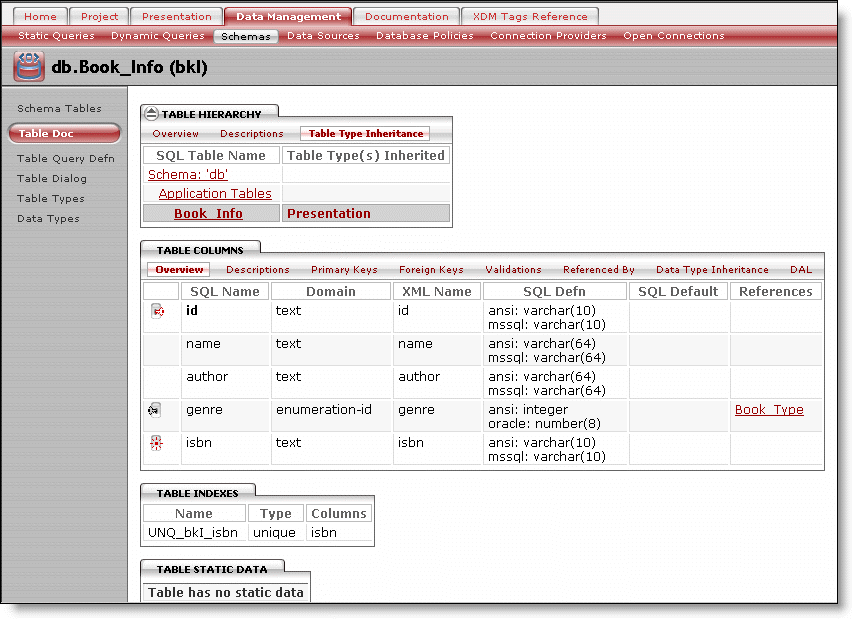 Home Project Presentation Data Management Documentation XDM Tags Reference
Static Queries Dynamic Queries Schemas Data Sources Database Policies Connection Providers Open Connections
db.Book_Info (bkI)
Schema Tables
Table Doc
Table Query Defn
Table Dialog
Table Types
Data Types
TABLE HIERARCHY
Overview Descriptions Table Type Inheritance
SQL Table Name Table Type(s) Inherited
Schema: 'db'
Application Tables
Book_Info Presentation
TABLE COLUMNS
Overview Descriptions Primary Keys Foreign Keys Validations Referenced By Data Type Inheritance DAL
SQL Name Domain XML Name SQL Defn SQL Default References
id text id ansi: varchar(10)
mssql: varchar(10)
name text name ansi: varchar(64)
mssql: varchar(64)
author text author ansi: varchar(64)
mssql: varchar(64)
genre enumeration-id genre ansi: integer Book_Type
oracle: number(8)
isbn text isbn ansi: varchar(10)
mssql: varchar(10)
TABLE INDEXES
Name Type Columns
UNQ_bkI_isbn unique isbn
TABLE STATIC DATA
Table has no static data